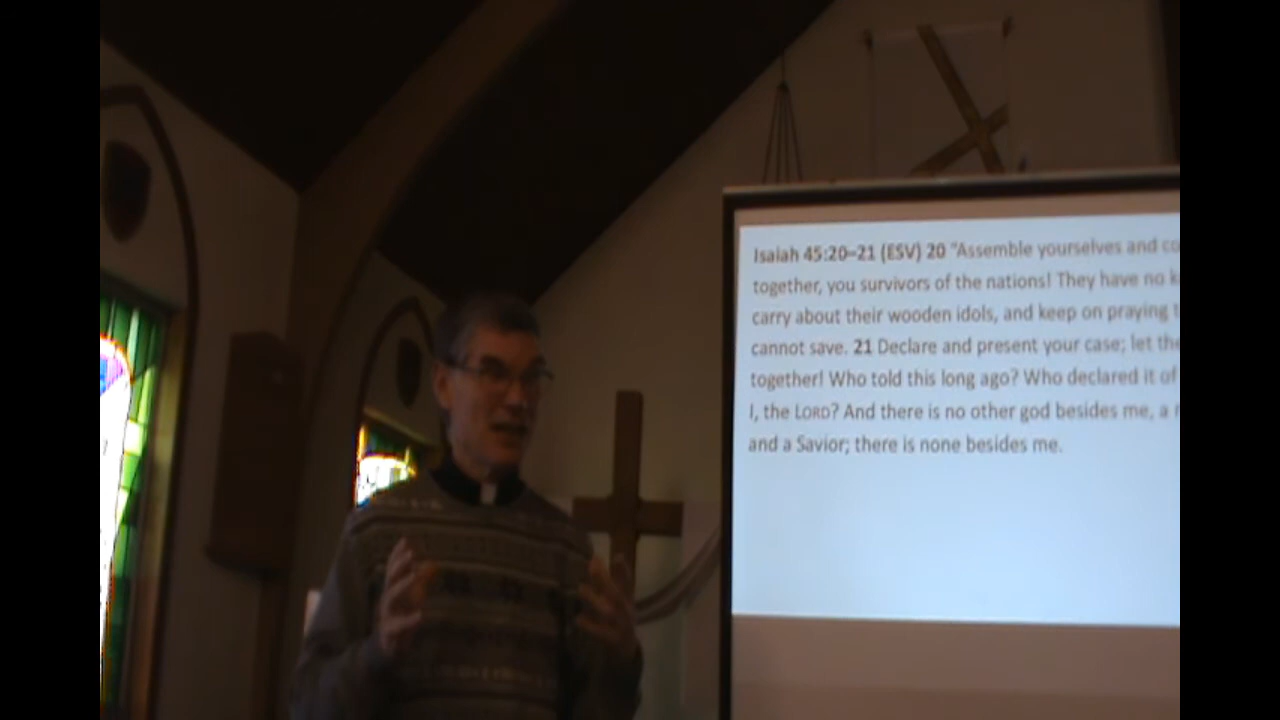 Isaiah 45:20–21 (ESV) 20 "Assemble yourselves and co
together, you survivors of the nations! They have no k
carry about their wooden idols, and keep on praying t
cannot save. 21 Declare and present your case; let the
together! Who told this long ago? Who declared it of
I, the LORD? And there is no other god besides me, a r
and a Savior; there is none besides me.